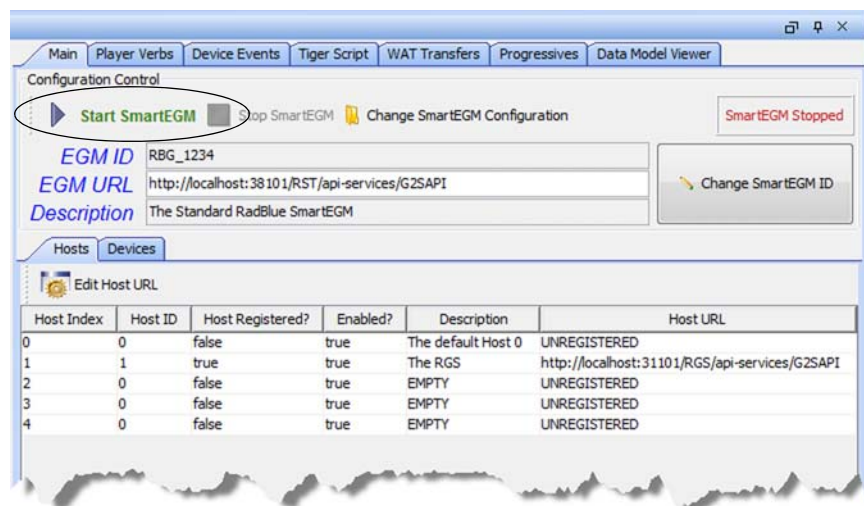 Main Player Verbs Device Events Tiger Script WAT Transfers Progressives Data Model Viewer
Configuration Control
Start SmartEGM Stop SmartEGM Change SmartEGM Configuration SmartEGM Stopped
EGM ID RBG_1234
EGM URL http://localhost:38101/RST/api-services/G2SAPI
Change SmartEGM ID
Description The Standard RadBlue SmartEGM
Hosts Devices
Edit Host URL
Host Index Host ID Host Registered? Enabled? Description Host URL
0 0 false true The default Host 0 UNREGISTERED
1 1 true true The RGS http://localhost:31101/RGS/api-services/G2SAPI
2 0 false true EMPTY UNREGISTERED
3 0 false true EMPTY UNREGISTERED
4 0 false true EMPTY UNREGISTERED